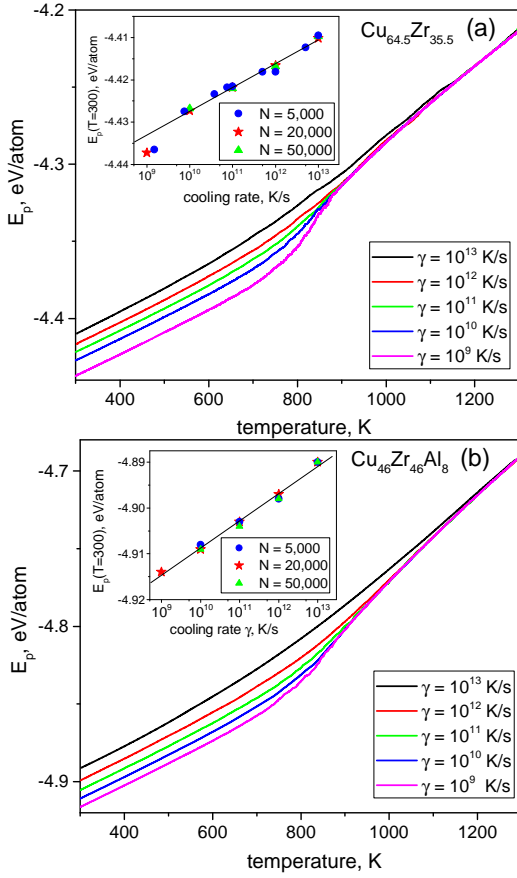 Cu64.5Zr35.5 (a)
Ep, eV/atom
-4.2
-4.3
-4.4
Ep(T=300), eV/atom
-4.41
-4.42
-4.43
-4.44
N = 5,000
N = 20,000
N = 50,000
10^9 10^10 10^11 10^12 10^13
cooling rate, K/s
γ = 10^13 K/s
γ = 10^12 K/s
γ = 10^11 K/s
γ = 10^10 K/s
γ = 10^9 K/s
400 600 800 1000 1200
temperature, K
Cu46Zr46Al8 (b)
Ep, eV/atom
-4.7
-4.8
-4.9
Ep(T=300), eV/atom
-4.89
-4.90
-4.91
-4.92
N = 5,000
N = 20,000
N = 50,000
10^9 10^10 10^11 10^12 10^13
cooling rate γ, K/s
γ = 10^13 K/s
γ = 10^12 K/s
γ = 10^11 K/s
γ = 10^10 K/s
γ = 10^9 K/s
400 600 800 1000 1200
temperature, K